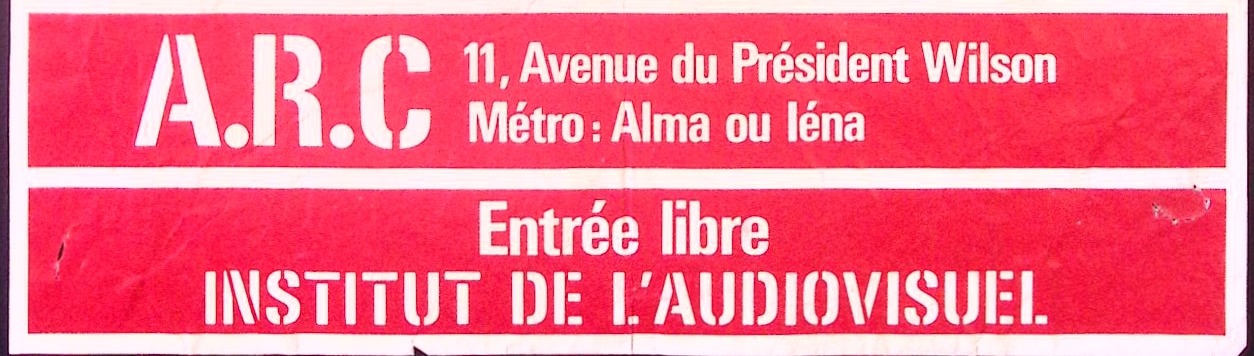 A.R.C
11, Avenue du Président Wilson
Métro : Alma ou Iéna
Entrée libre
INSTITUT DE L'AUDIOVISUEL